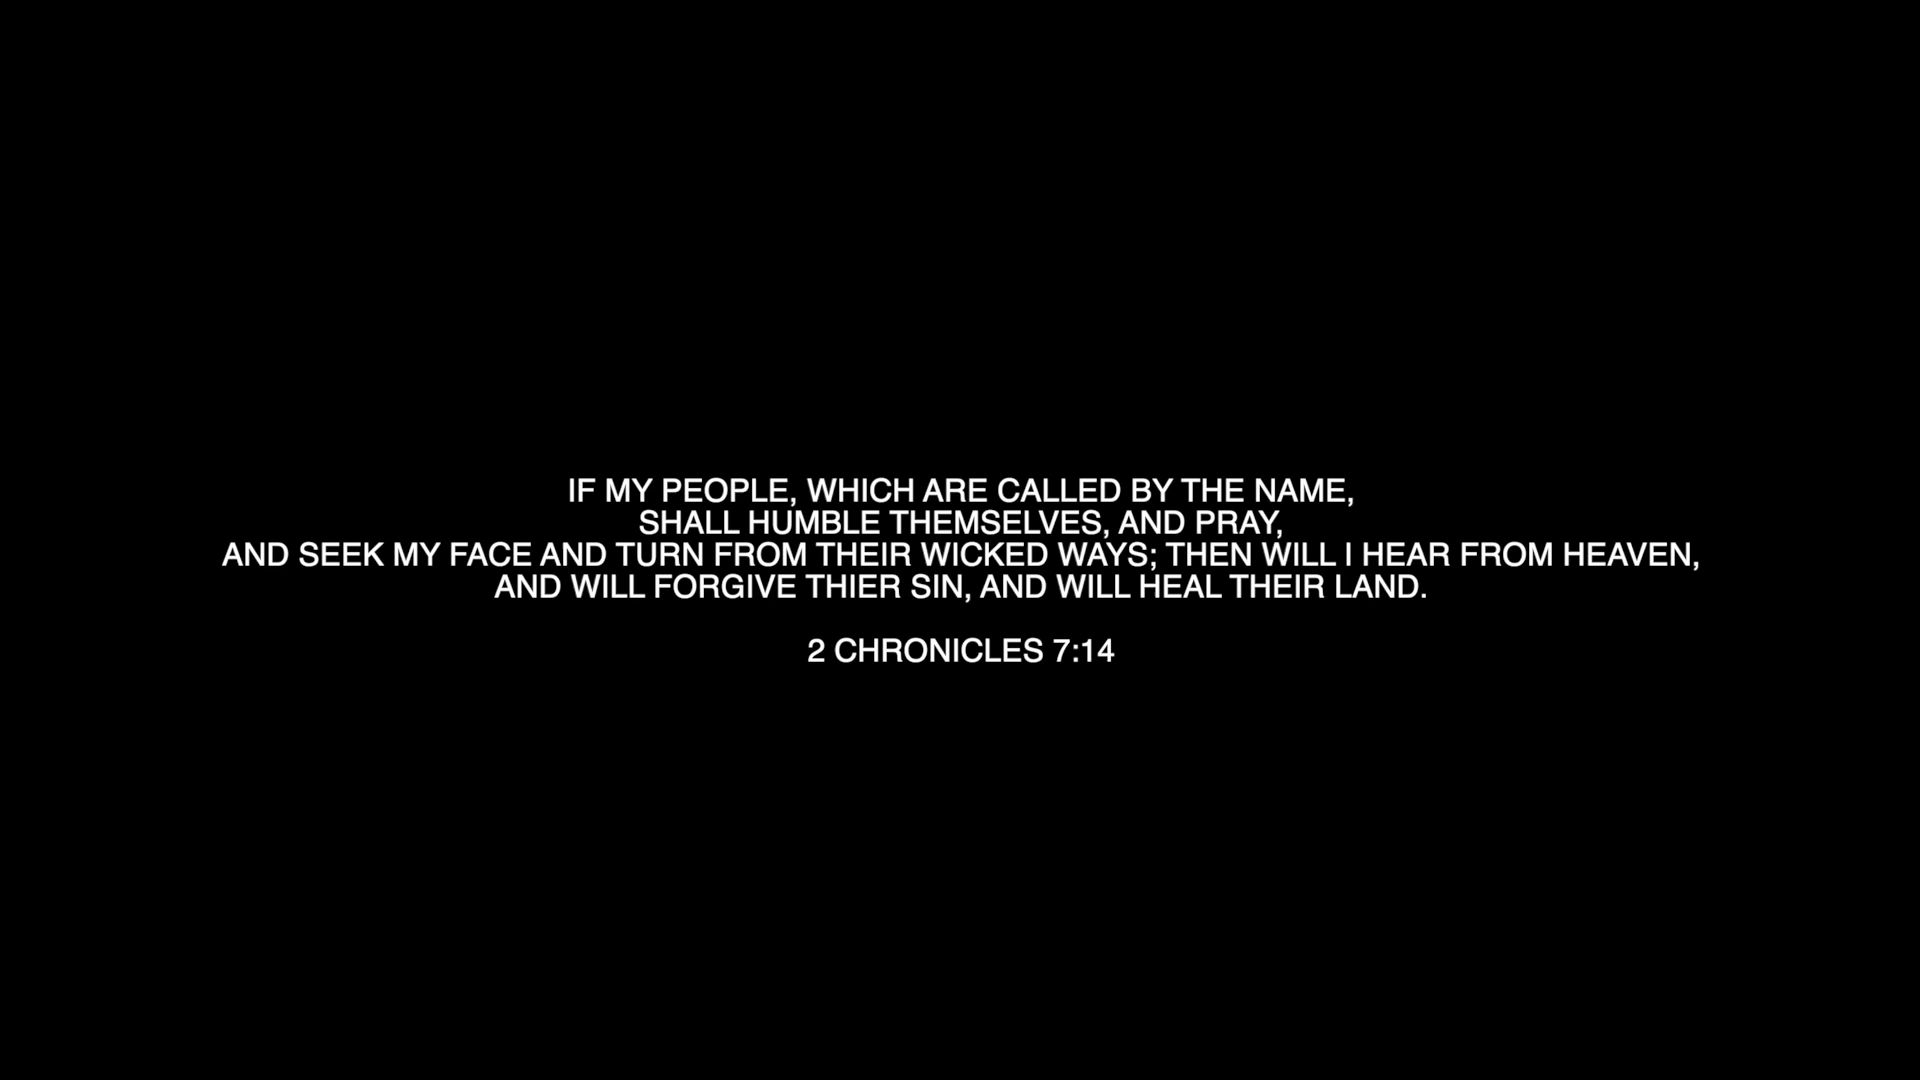 IF MY PEOPLE, WHICH ARE CALLED BY THE NAME,
SHALL HUMBLE THEMSELVES, AND PRAY,
AND SEEK MY FACE AND TURN FROM THEIR WICKED WAYS; THEN WILL I HEAR FROM HEAVEN,
AND WILL FORGIVE THIER SIN, AND WILL HEAL THEIR LAND.
2 CHRONICLES 7:14